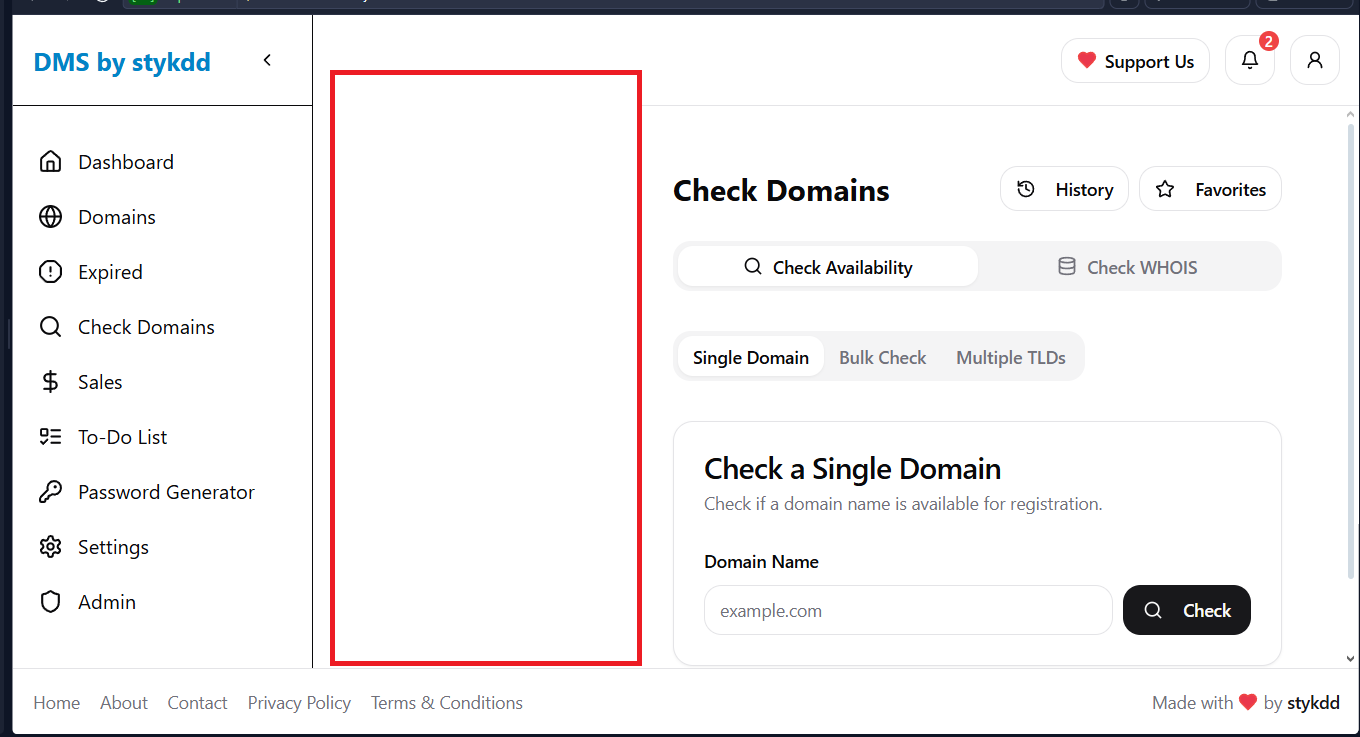 DMS by stykdd
Support Us
2
Dashboard
Domains
Expired
Check Domains
Sales
To-Do List
Password Generator
Settings
Admin
Check Domains
History
Favorites
Check Availability
Check WHOIS
Single Domain
Bulk Check
Multiple TLDs
Check a Single Domain
Check if a domain name is available for registration.
Domain Name
example.com
Check
Home About Contact Privacy Policy Terms & Conditions
Made with ❤ by stykdd